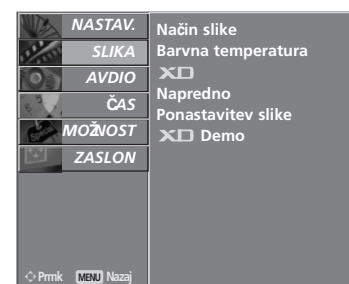 NASTAV.
SLIKA
AVDIO
ČAS
MOŽNOST
ZASLON
Način slike
Barvna temperatura
XD
Napredno
Ponastavitev slike
XD Demo
Prmk MENU Nazaj